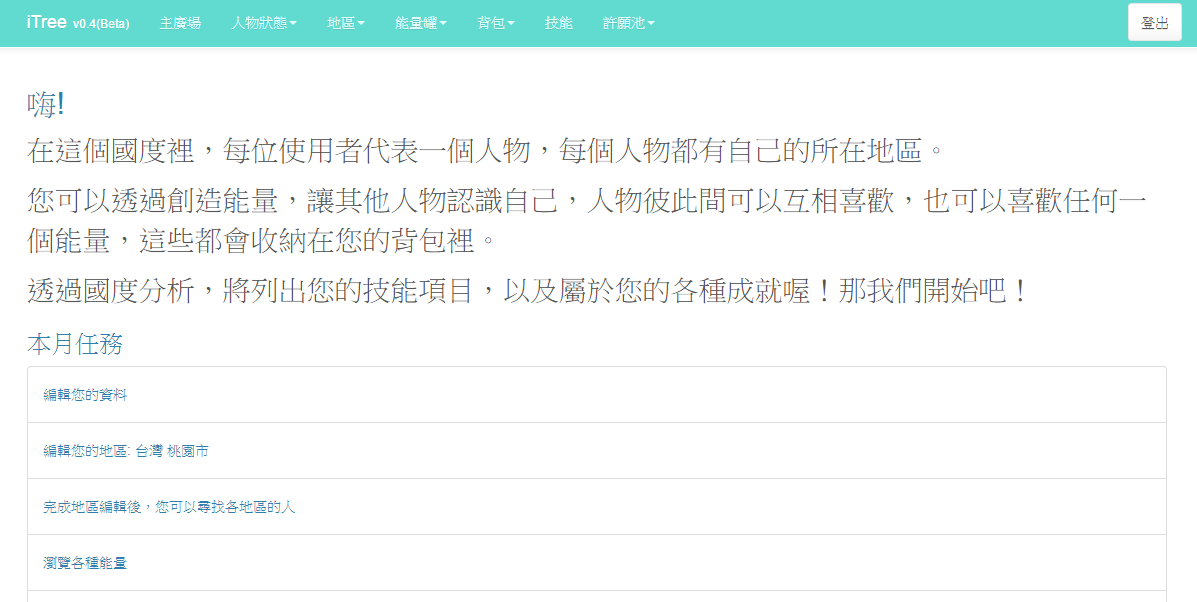 iTree v0.4(Beta) 主廣場 人物狀態 地區 能量罐 背包 技能 許願池 登出
嗨!
在這個國度裡，每位使用者代表一個人物，每個人物都有自己的所在地區。
您可以透過創造能量，讓其他人物認識自己，人物彼此間可以互相喜歡，也可以喜歡任何一
個能量，這些都會收納在您的背包裡。
透過國度分析，將列出您的技能項目，以及屬於您的各種成就喔！那我們開始吧！
本月任務
編輯您的資料
編輯您的地區: 台灣 桃園市
完成地區編輯後，您可以尋找各地區的人
瀏覽各種能量